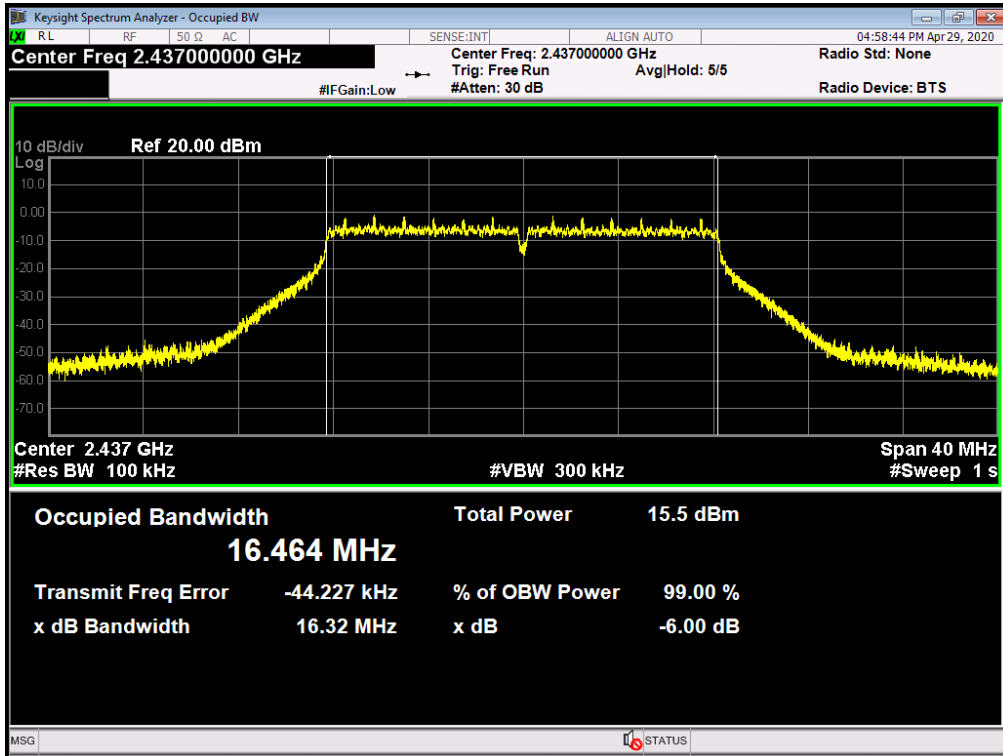 Keysight Spectrum Analyzer - Occupied BW
LXI RL RF 50 Ω AC SENSE:INT ALIGN AUTO 04:58:44 PM Apr 29, 2020
Center Freq 2.437000000 GHz Center Freq: 2.437000000 GHz Radio Std: None
Trig: Free Run Avg|Hold: 5/5
#IFGain:Low #Atten: 30 dB Radio Device: BTS
10 dB/div Ref 20.00 dBm
Log
10.0
0.00
-10.0
-20.0
-30.0
-40.0
-50.0
-60.0
-70.0
Center 2.437 GHz Span 40 MHz
#Res BW 100 kHz #VBW 300 kHz #Sweep 1 s
Occupied Bandwidth Total Power 15.5 dBm
16.464 MHz
Transmit Freq Error -44.227 kHz % of OBW Power 99.00 %
x dB Bandwidth 16.32 MHz x dB -6.00 dB
MSG STATUS